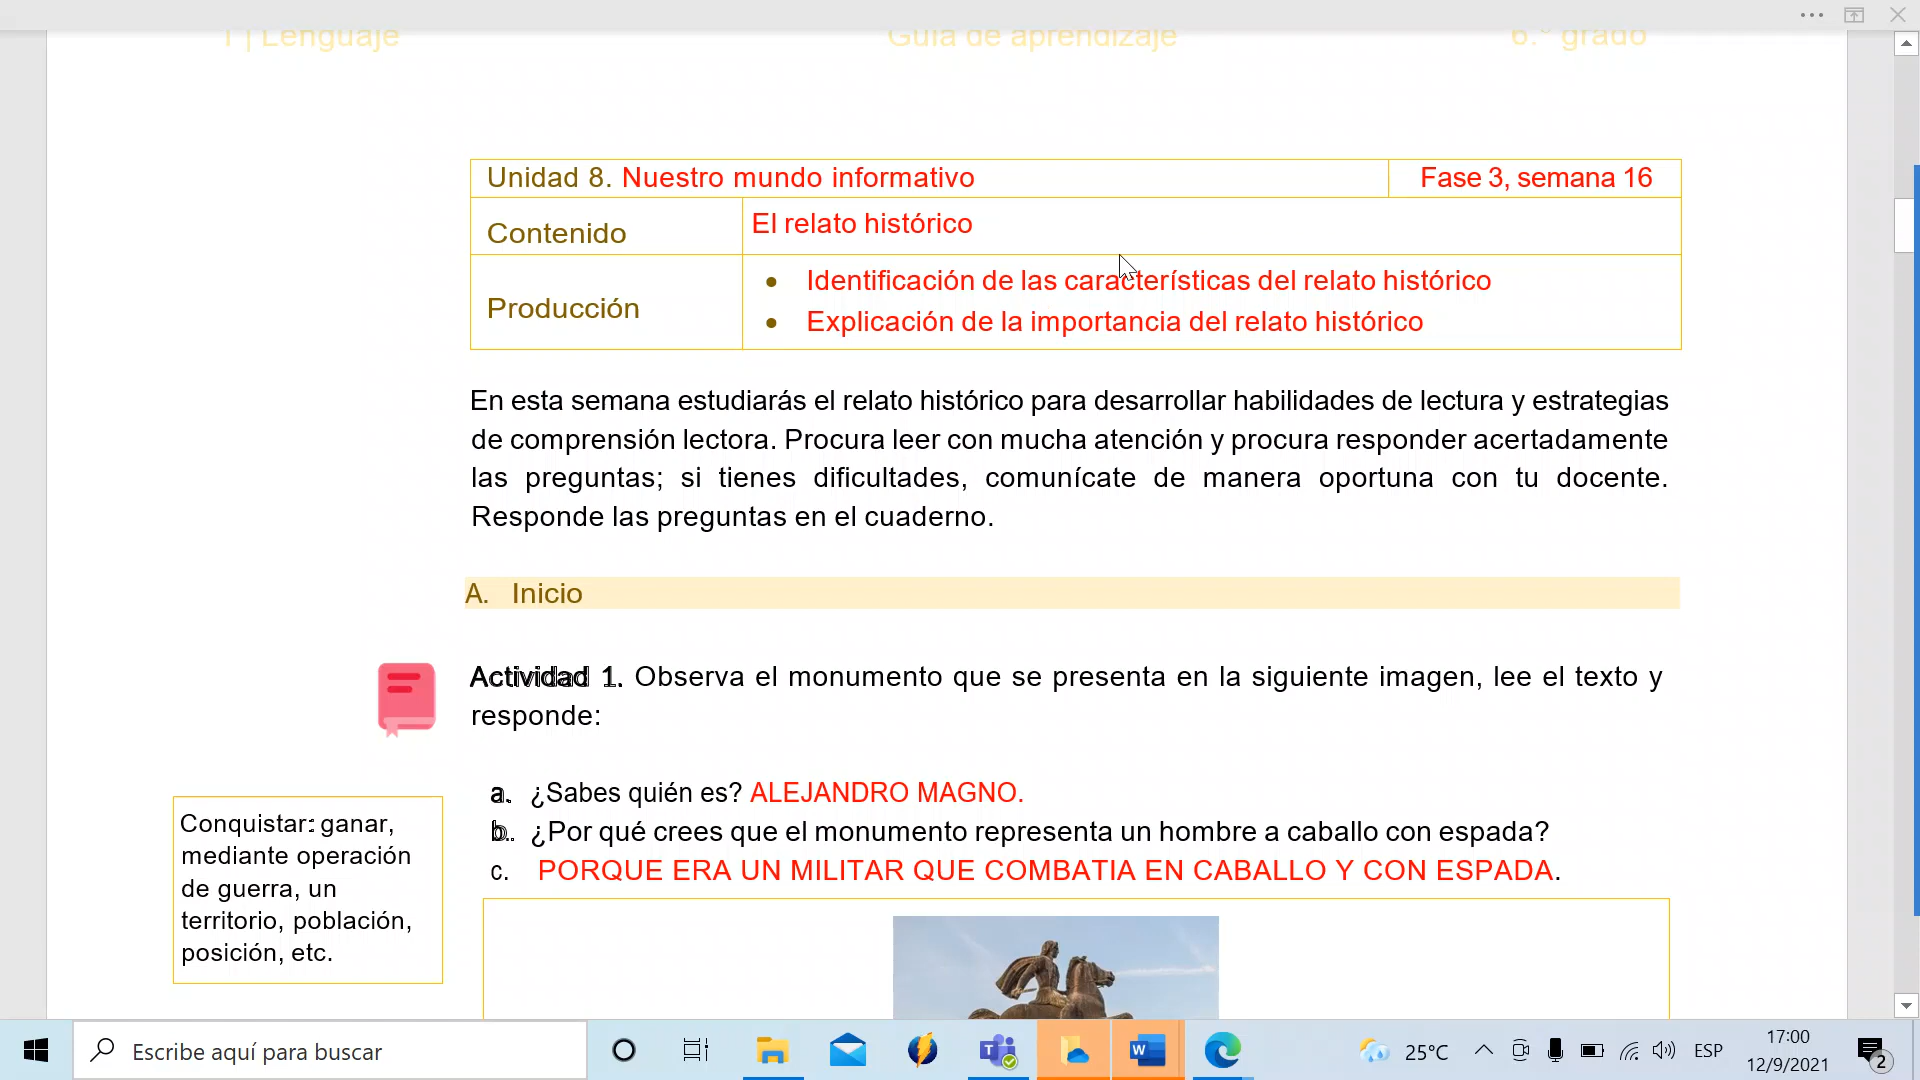 1 | Lenguaje Guía de aprendizaje 6.° grado
Unidad 8. Nuestro mundo informativo Fase 3, semana 16
Contenido El relato histórico
Producción
• Identificación de las características del relato histórico
• Explicación de la importancia del relato histórico
En esta semana estudiarás el relato histórico para desarrollar habilidades de lectura y estrategias
de comprensión lectora. Procura leer con mucha atención y procura responder acertadamente
las preguntas; si tienes dificultades, comunícate de manera oportuna con tu docente.
Responde las preguntas en el cuaderno.
A. Inicio
Actividad 1. Observa el monumento que se presenta en la siguiente imagen, lee el texto y
responde:
a. ¿Sabes quién es? ALEJANDRO MAGNO.
b. ¿Por qué crees que el monumento representa un hombre a caballo con espada?
c. PORQUE ERA UN MILITAR QUE COMBATIA EN CABALLO Y CON ESPADA.
Conquistar: ganar,
mediante operación
de guerra, un
territorio, población,
posición, etc.
Escribe aquí para buscar
25°C
ESP
17:00
12/9/2021
2